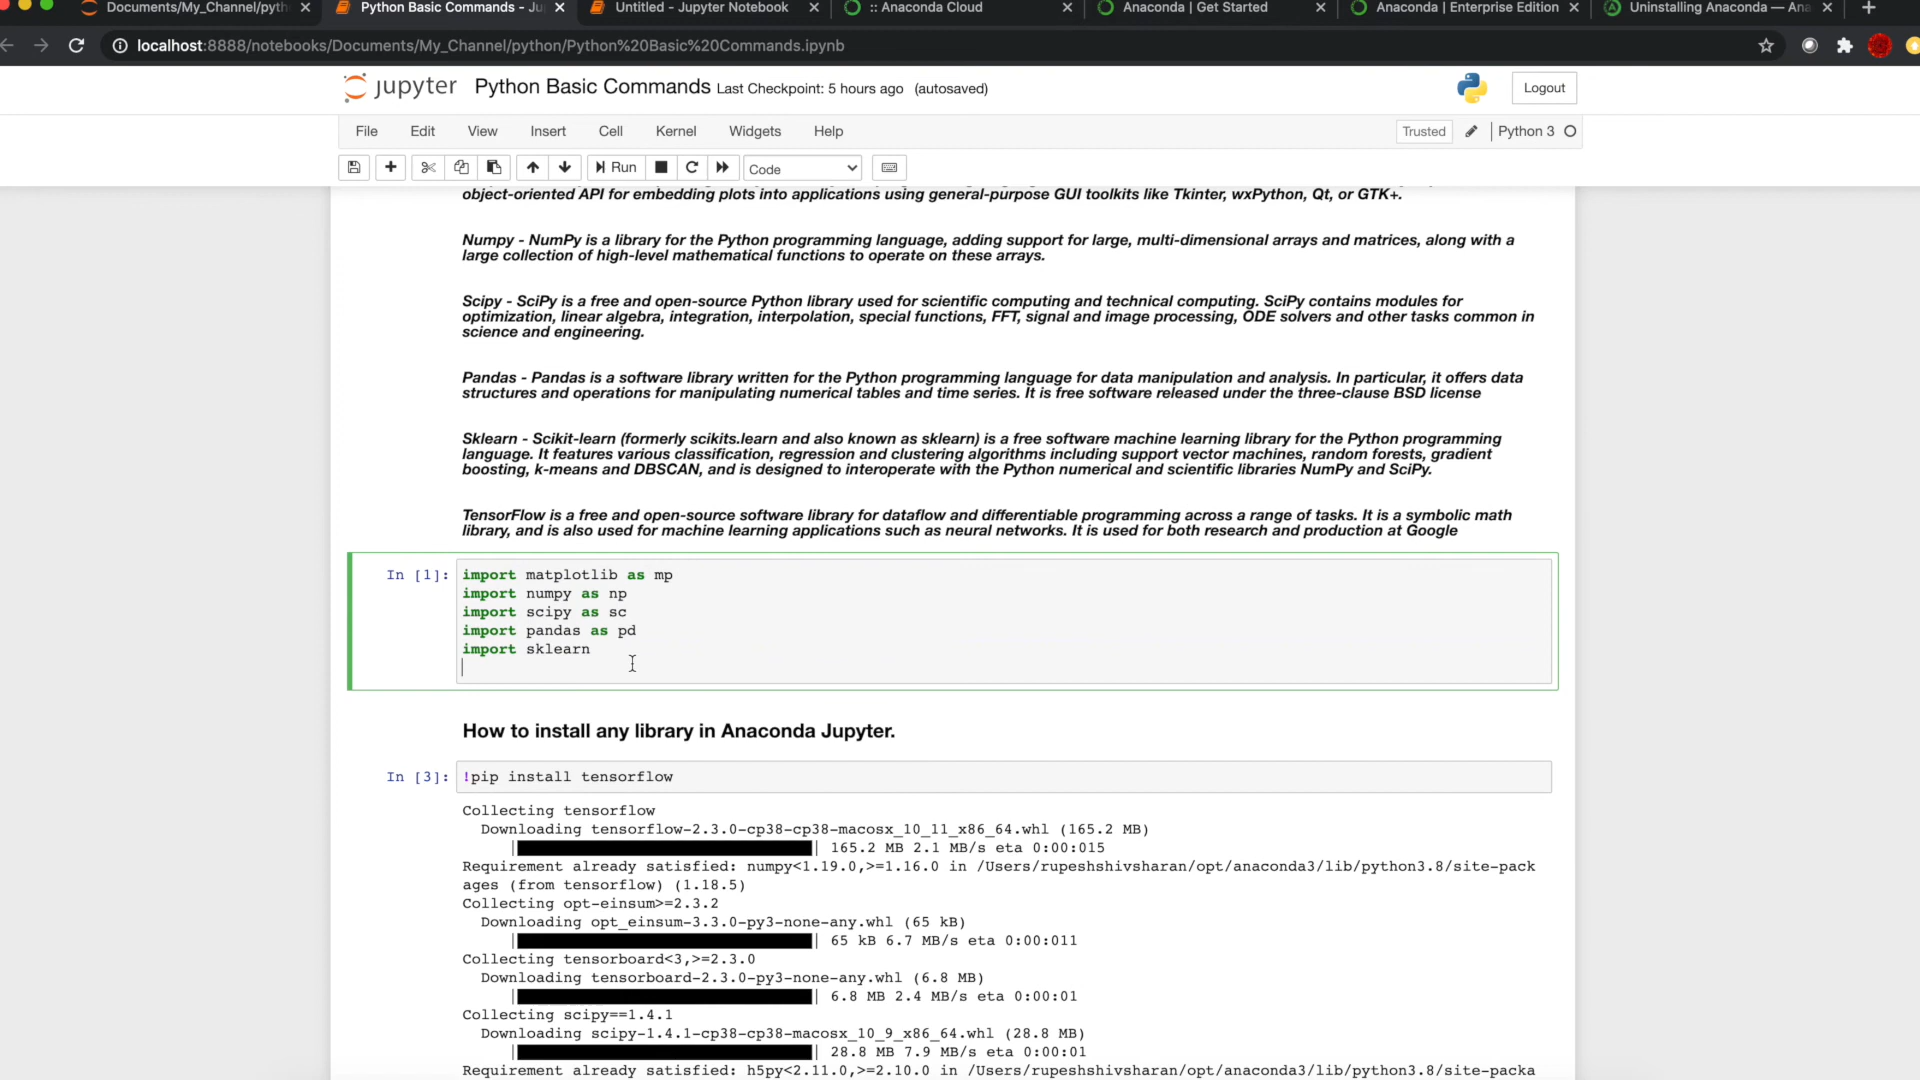 Documents/My_Channel/pyth
Python Basic Commands - Ju
Untitled - Jupyter Notebook
:: Anaconda Cloud
Anaconda | Get Started
Anaconda | Enterprise Edition
Uninstalling Anaconda — Ana
localhost:8888/notebooks/Documents/My_Channel/python/Python%20Basic%20Commands.ipynb
jupyter Python Basic Commands Last Checkpoint: 5 hours ago (autosaved)
Logout
File Edit View Insert Cell Kernel Widgets Help
Trusted Python 3
Run Code
object-oriented API for embedding plots into applications using general-purpose GUI toolkits like Tkinter, wxPython, Qt, or GTK+.
Numpy - NumPy is a library for the Python programming language, adding support for large, multi-dimensional arrays and matrices, along with a
large collection of high-level mathematical functions to operate on these arrays.
Scipy - SciPy is a free and open-source Python library used for scientific computing and technical computing. SciPy contains modules for
optimization, linear algebra, integration, interpolation, special functions, FFT, signal and image processing, ODE solvers and other tasks common in
science and engineering.
Pandas - Pandas is a software library written for the Python programming language for data manipulation and analysis. In particular, it offers data
structures and operations for manipulating numerical tables and time series. It is free software released under the three-clause BSD license
Sklearn - Scikit-learn (formerly scikits.learn and also known as sklearn) is a free software machine learning library for the Python programming
language. It features various classification, regression and clustering algorithms including support vector machines, random forests, gradient
boosting, k-means and DBSCAN, and is designed to interoperate with the Python numerical and scientific libraries NumPy and SciPy.
TensorFlow is a free and open-source software library for dataflow and differentiable programming across a range of tasks. It is a symbolic math
library, and is also used for machine learning applications such as neural networks. It is used for both research and production at Google
In [1]: import matplotlib as mp
import numpy as np
import scipy as sc
import pandas as pd
import sklearn
How to install any library in Anaconda Jupyter.
In [3]: !pip install tensorflow
Collecting tensorflow
Downloading tensorflow-2.3.0-cp38-cp38-macosx_10_11_x86_64.whl (165.2 MB)
|| 165.2 MB 2.1 MB/s eta 0:00:015
Requirement already satisfied: numpy<1.19.0,>=1.16.0 in /Users/rupeshshivsharan/opt/anaconda3/lib/python3.8/site-pack
ages (from tensorflow) (1.18.5)
Collecting opt-einsum>=2.3.2
Downloading opt_einsum-3.3.0-py3-none-any.whl (65 kB)
|| 65 kB 6.7 MB/s eta 0:00:011
Collecting tensorboard<3,>=2.3.0
Downloading tensorboard-2.3.0-py3-none-any.whl (6.8 MB)
|| 6.8 MB 2.4 MB/s eta 0:00:01
Collecting scipy==1.4.1
Downloading scipy-1.4.1-cp38-cp38-macosx_10_9_x86_64.whl (28.8 MB)
|| 28.8 MB 7.9 MB/s eta 0:00:01
Requirement already satisfied: h5py<2.11.0,>=2.10.0 in /Users/rupeshshivsharan/opt/anaconda3/lib/python3.8/site-packa